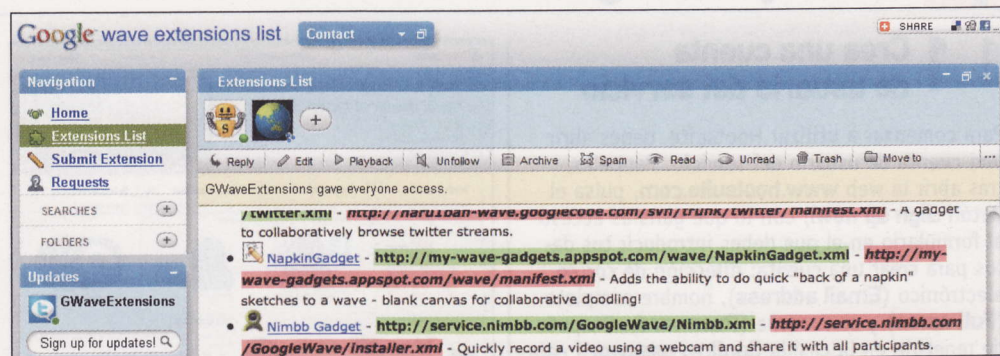 Google wave extensions list
Contact
SHARE
Navigation
Home
Extensions List
Submit Extension
Requests
SEARCHES
FOLDERS
Updates
GWaveExtensions
Sign up for updates!
Extensions List
S
Reply Edit Playback Unfollow Archive Spam Read Unread Trash Move to ...
GWaveExtensions gave everyone access.
/twitter.xml - http://naruiban-wave.googlecode.com/svn/trunk/twitter/manifest.xml - A gadget
to collaboratively browse twitter streams.
NapkinGadget - http://my-wave-gadgets.appspot.com/wave/NapkinGadget.xml - http://my-
wave-gadgets.appspot.com/wave/manifest.xml - Adds the ability to do quick "back of napkin"
sketches to a wave - blank canvas for collaborative doodling!
Nimbb Gadget - http://service.nimbb.com/GoogleWave/Nimbb.xml - http://service.nimbb.com
/GoogleWave/installer.xml - Quickly record a video using a webcam and share it with all participants.